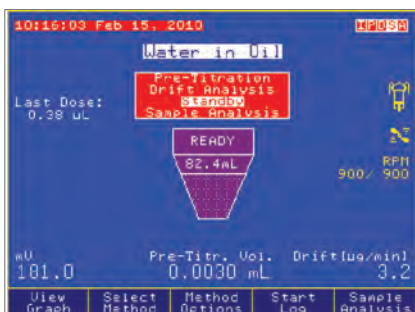 10:16:03 Feb 15, 2010
Water in Oil
Pre-Titration
Drift Analysis
Standby
Sample Analysis
Last Dose:
0.38 uL
READY
82.4mL
RPM
900/ 900
mV
Pre-Titr. Vol.
Drift[ug/min]
181.0
0.0030 mL
3.2
View Graph
Select Method
Method Options
Start Log
Sample Analysis